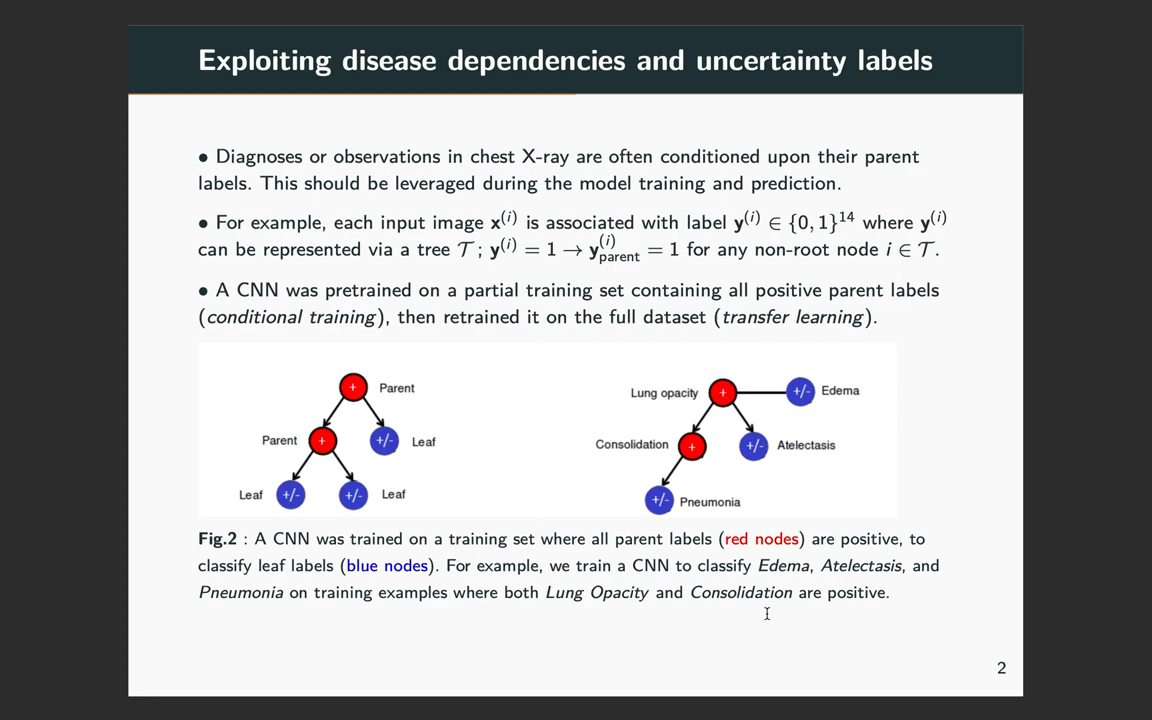 Exploiting disease dependencies and uncertainty labels
• Diagnoses or observations in chest X-ray are often conditioned upon their parent
labels. This should be leveraged during the model training and prediction.
• For example, each input image x⁽ⁱ⁾ is associated with label y⁽ⁱ⁾ ∈ {0, 1}¹⁴ where y⁽ⁱ⁾
can be represented via a tree 𝒯; y⁽ⁱ⁾ = 1 → y⁽ⁱ⁾parent = 1 for any non-root node i ∈ 𝒯.
• A CNN was pretrained on a partial training set containing all positive parent labels
(conditional training), then retrained it on the full dataset (transfer learning).
+ Parent
Parent + +/- Leaf
Leaf +/- +/- Leaf
Lung opacity + +/- Edema
Consolidation + +/- Atelectasis
+/- Pneumonia
Fig.2 : A CNN was trained on a training set where all parent labels (red nodes) are positive, to
classify leaf labels (blue nodes). For example, we train a CNN to classify Edema, Atelectasis, and
Pneumonia on training examples where both Lung Opacity and Consolidation are positive.
2